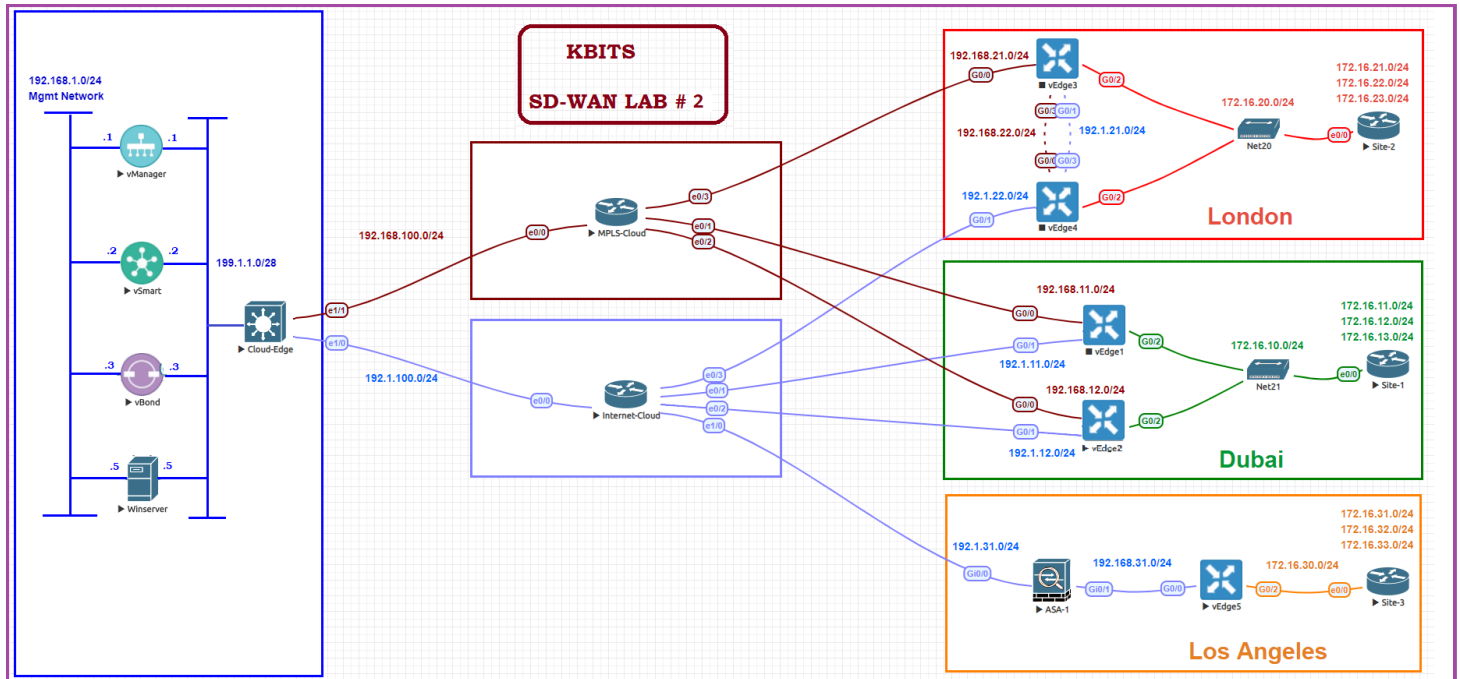 KBITS
SD-WAN LAB # 2
192.168.1.0/24
Mgmt Network
.1
.1
vManager
.2
.2
vSmart
199.1.1.0/28
Cloud-Edge
.3
.3
vBond
.5
.5
Winserver
e1/1
e1/0
192.168.100.0/24
192.1.100.0/24
e0/0
MPLS-Cloud
e0/3
e0/1
e0/2
e0/0
Internet-Cloud
e0/3
e0/1
e0/2
e1/0
192.168.21.0/24
G0/0
vEdge3
G0/2
G0/3
G0/1
192.168.22.0/24
192.1.21.0/24
G0/0
G0/3
192.1.22.0/24
G0/1
vEdge4
G0/2
172.16.20.0/24
Net20
e0/0
172.16.21.0/24
172.16.22.0/24
172.16.23.0/24
Site-2
London
192.168.11.0/24
G0/0
G0/1
192.1.11.0/24
vEdge1
G0/2
192.168.12.0/24
G0/0
G0/1
192.1.12.0/24
vEdge2
G0/2
172.16.10.0/24
Net21
e0/0
172.16.11.0/24
172.16.12.0/24
172.16.13.0/24
Site-1
Dubai
192.1.31.0/24
Gi0/0
ASA-1
192.168.31.0/24
Gi0/1
G0/0
vEdge5
172.16.30.0/24
G0/2
e0/0
172.16.31.0/24
172.16.32.0/24
172.16.33.0/24
Site-3
Los Angeles